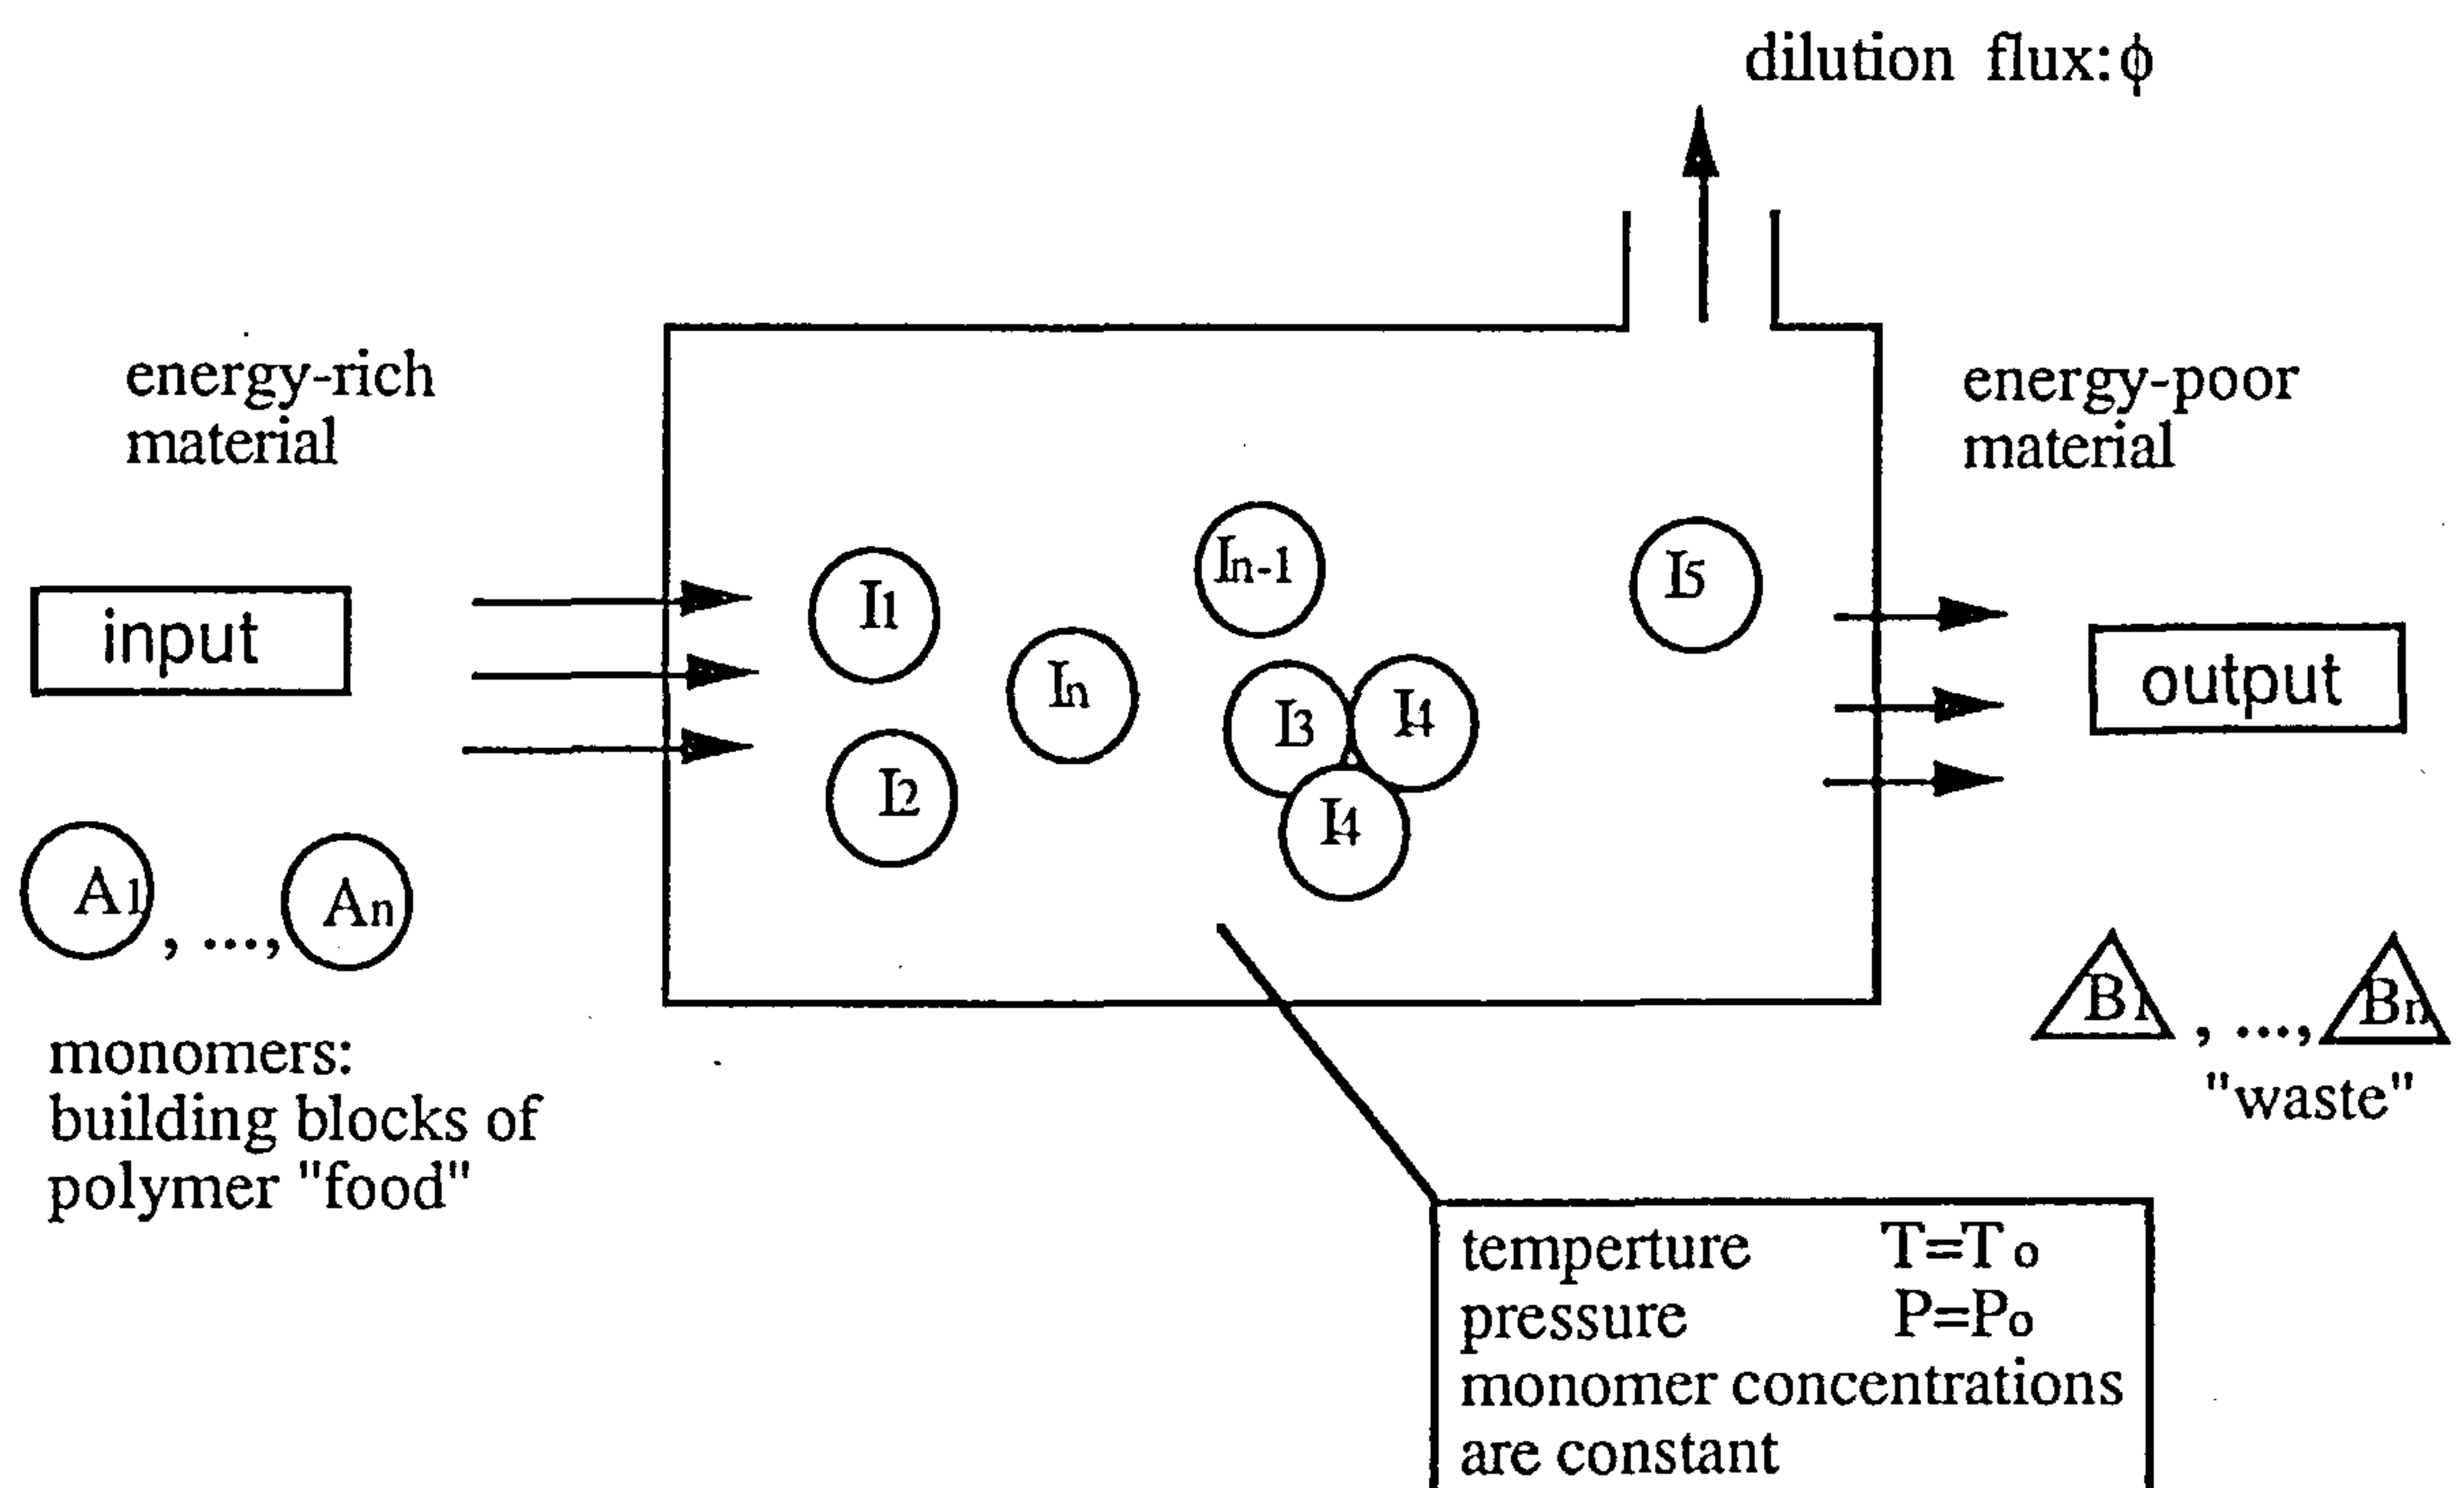 dilution flux:ϕ
energy-rich
material
energy-poor
material
input
I1
In
In-1
I5
I3
I4
I2
I4
output
A1, ..., An
B1, ..., Bn
"waste"
monomers:
building blocks of
polymer "food"
temperture T=To
pressure P=Po
monomer concentrations
are constant